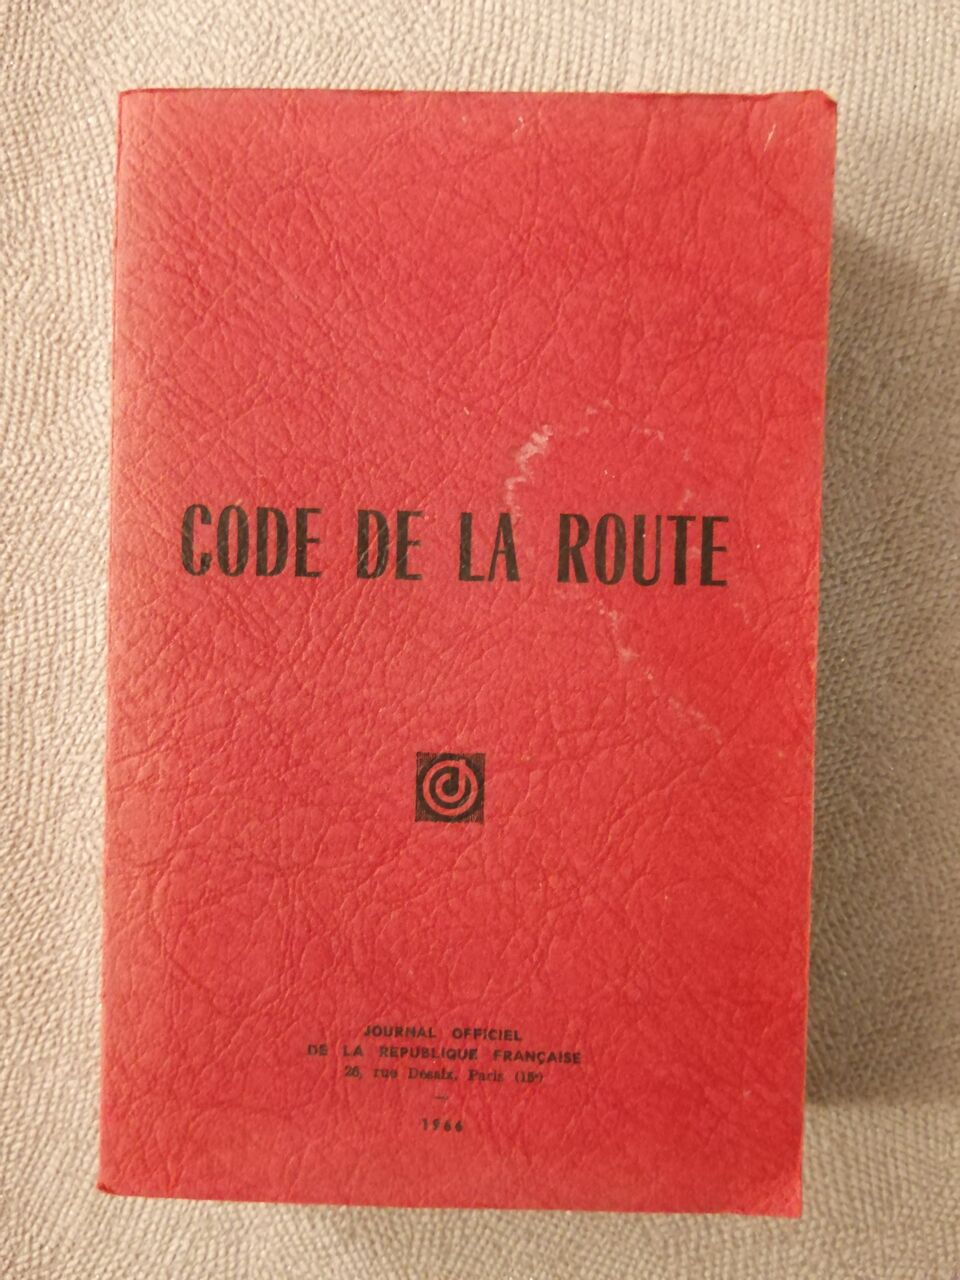 CODE DE LA ROUTE
JOURNAL OFFICIEL
DE LA REPUBLIQUE FRANÇAISE
26, rue Desaix, Paris (15e)
1966